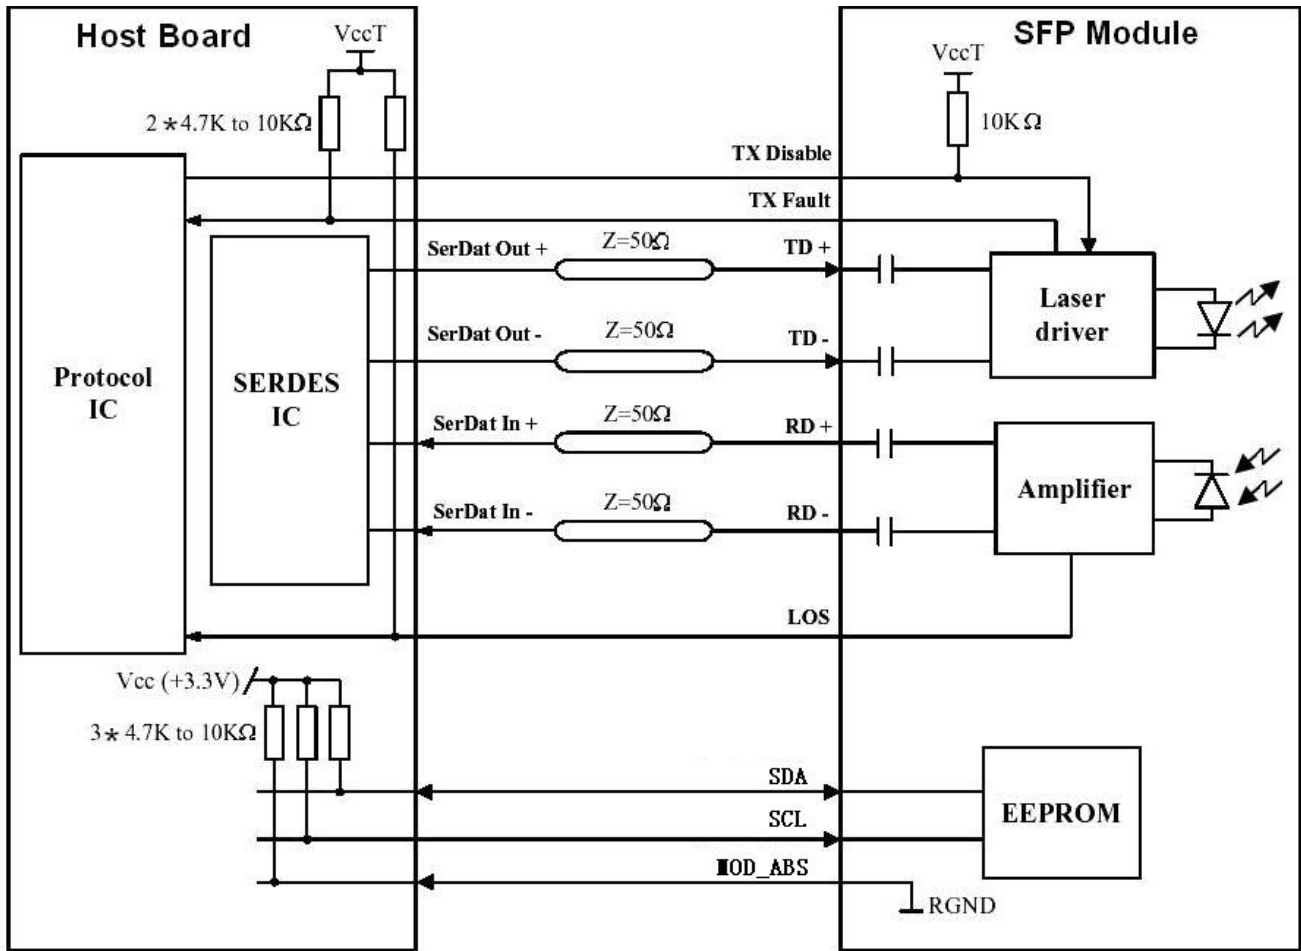 Host Board
VccT
SFP Module
VccT
2*4.7K to 10KΩ
10KΩ
TX Disable
TX Fault
SerDat Out +
Z=50Ω
TD +
Laser
driver
SerDat Out -
Z=50Ω
TD -
Protocol
IC
SERDES
IC
SerDat In +
Z=50Ω
RD +
Amplifier
SerDat In -
Z=50Ω
RD -
LOS
Vcc (+3.3V)
3* 4.7K to 10KΩ
SDA
EEPROM
SCL
MOD_ABS
RGND